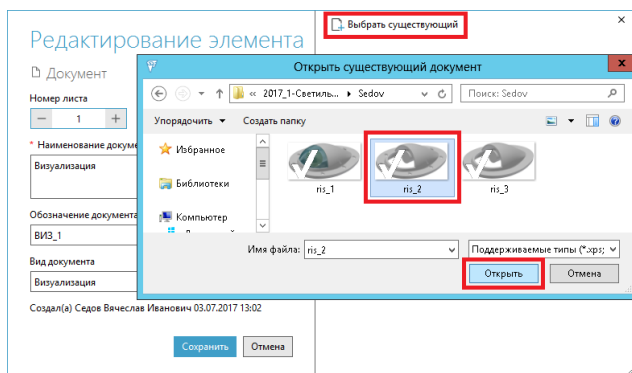 Выбрать существующий
Редактирование элемента
Документ
Номер листа
1
* Наименование докуме
Визуализация
Обозначение документа
ВИЗ_1
Вид документа
Визуализация
Создал(а) Седов Вячеслав Иванович 03.07.2017 13:02
Сохранить
Отмена
Открыть существующий документ
« 2017_1-Светиль... Sedov
Поиск: Sedov
Упорядочить
Создать папку
Избранное
Библиотеки
Компьютер
ris_1
ris_2
ris_3
Имя файла: ris_2
Поддерживаемые типы (*.xps;
Открыть
Отмена